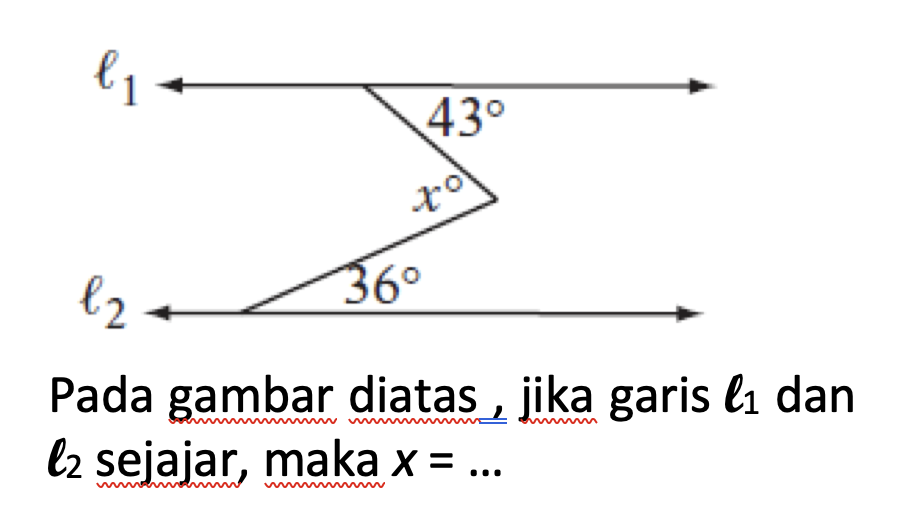 ℓ1
43°
x°
36°
ℓ2
Pada gambar diatas , jika garis ℓ1 dan
ℓ2 sejajar, maka x = ...